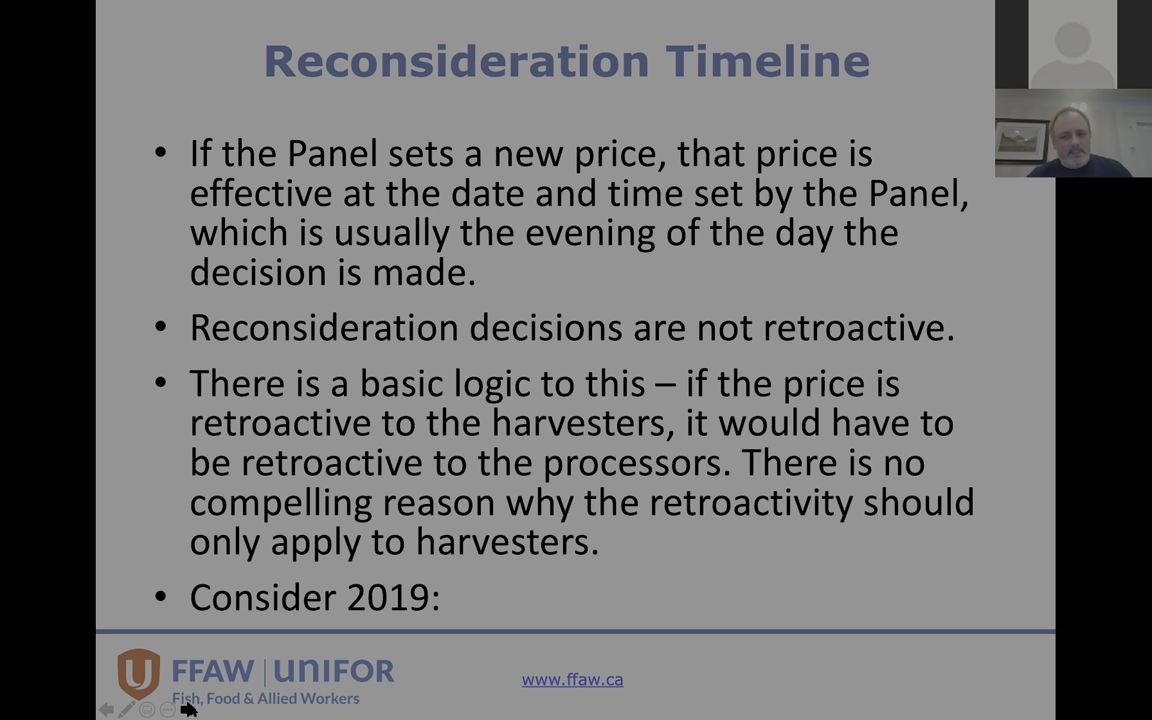 Reconsideration Timeline
• If the Panel sets a new price, that price is
effective at the date and time set by the Panel,
which is usually the evening of the day the
decision is made.
• Reconsideration decisions are not retroactive.
• There is a basic logic to this – if the price is
retroactive to the harvesters, it would have to
be retroactive to the processors. There is no
compelling reason why the retroactivity should
only apply to harvesters.
• Consider 2019:
FFAW | UNIFOR
Fish, Food & Allied Workers
www.ffaw.ca